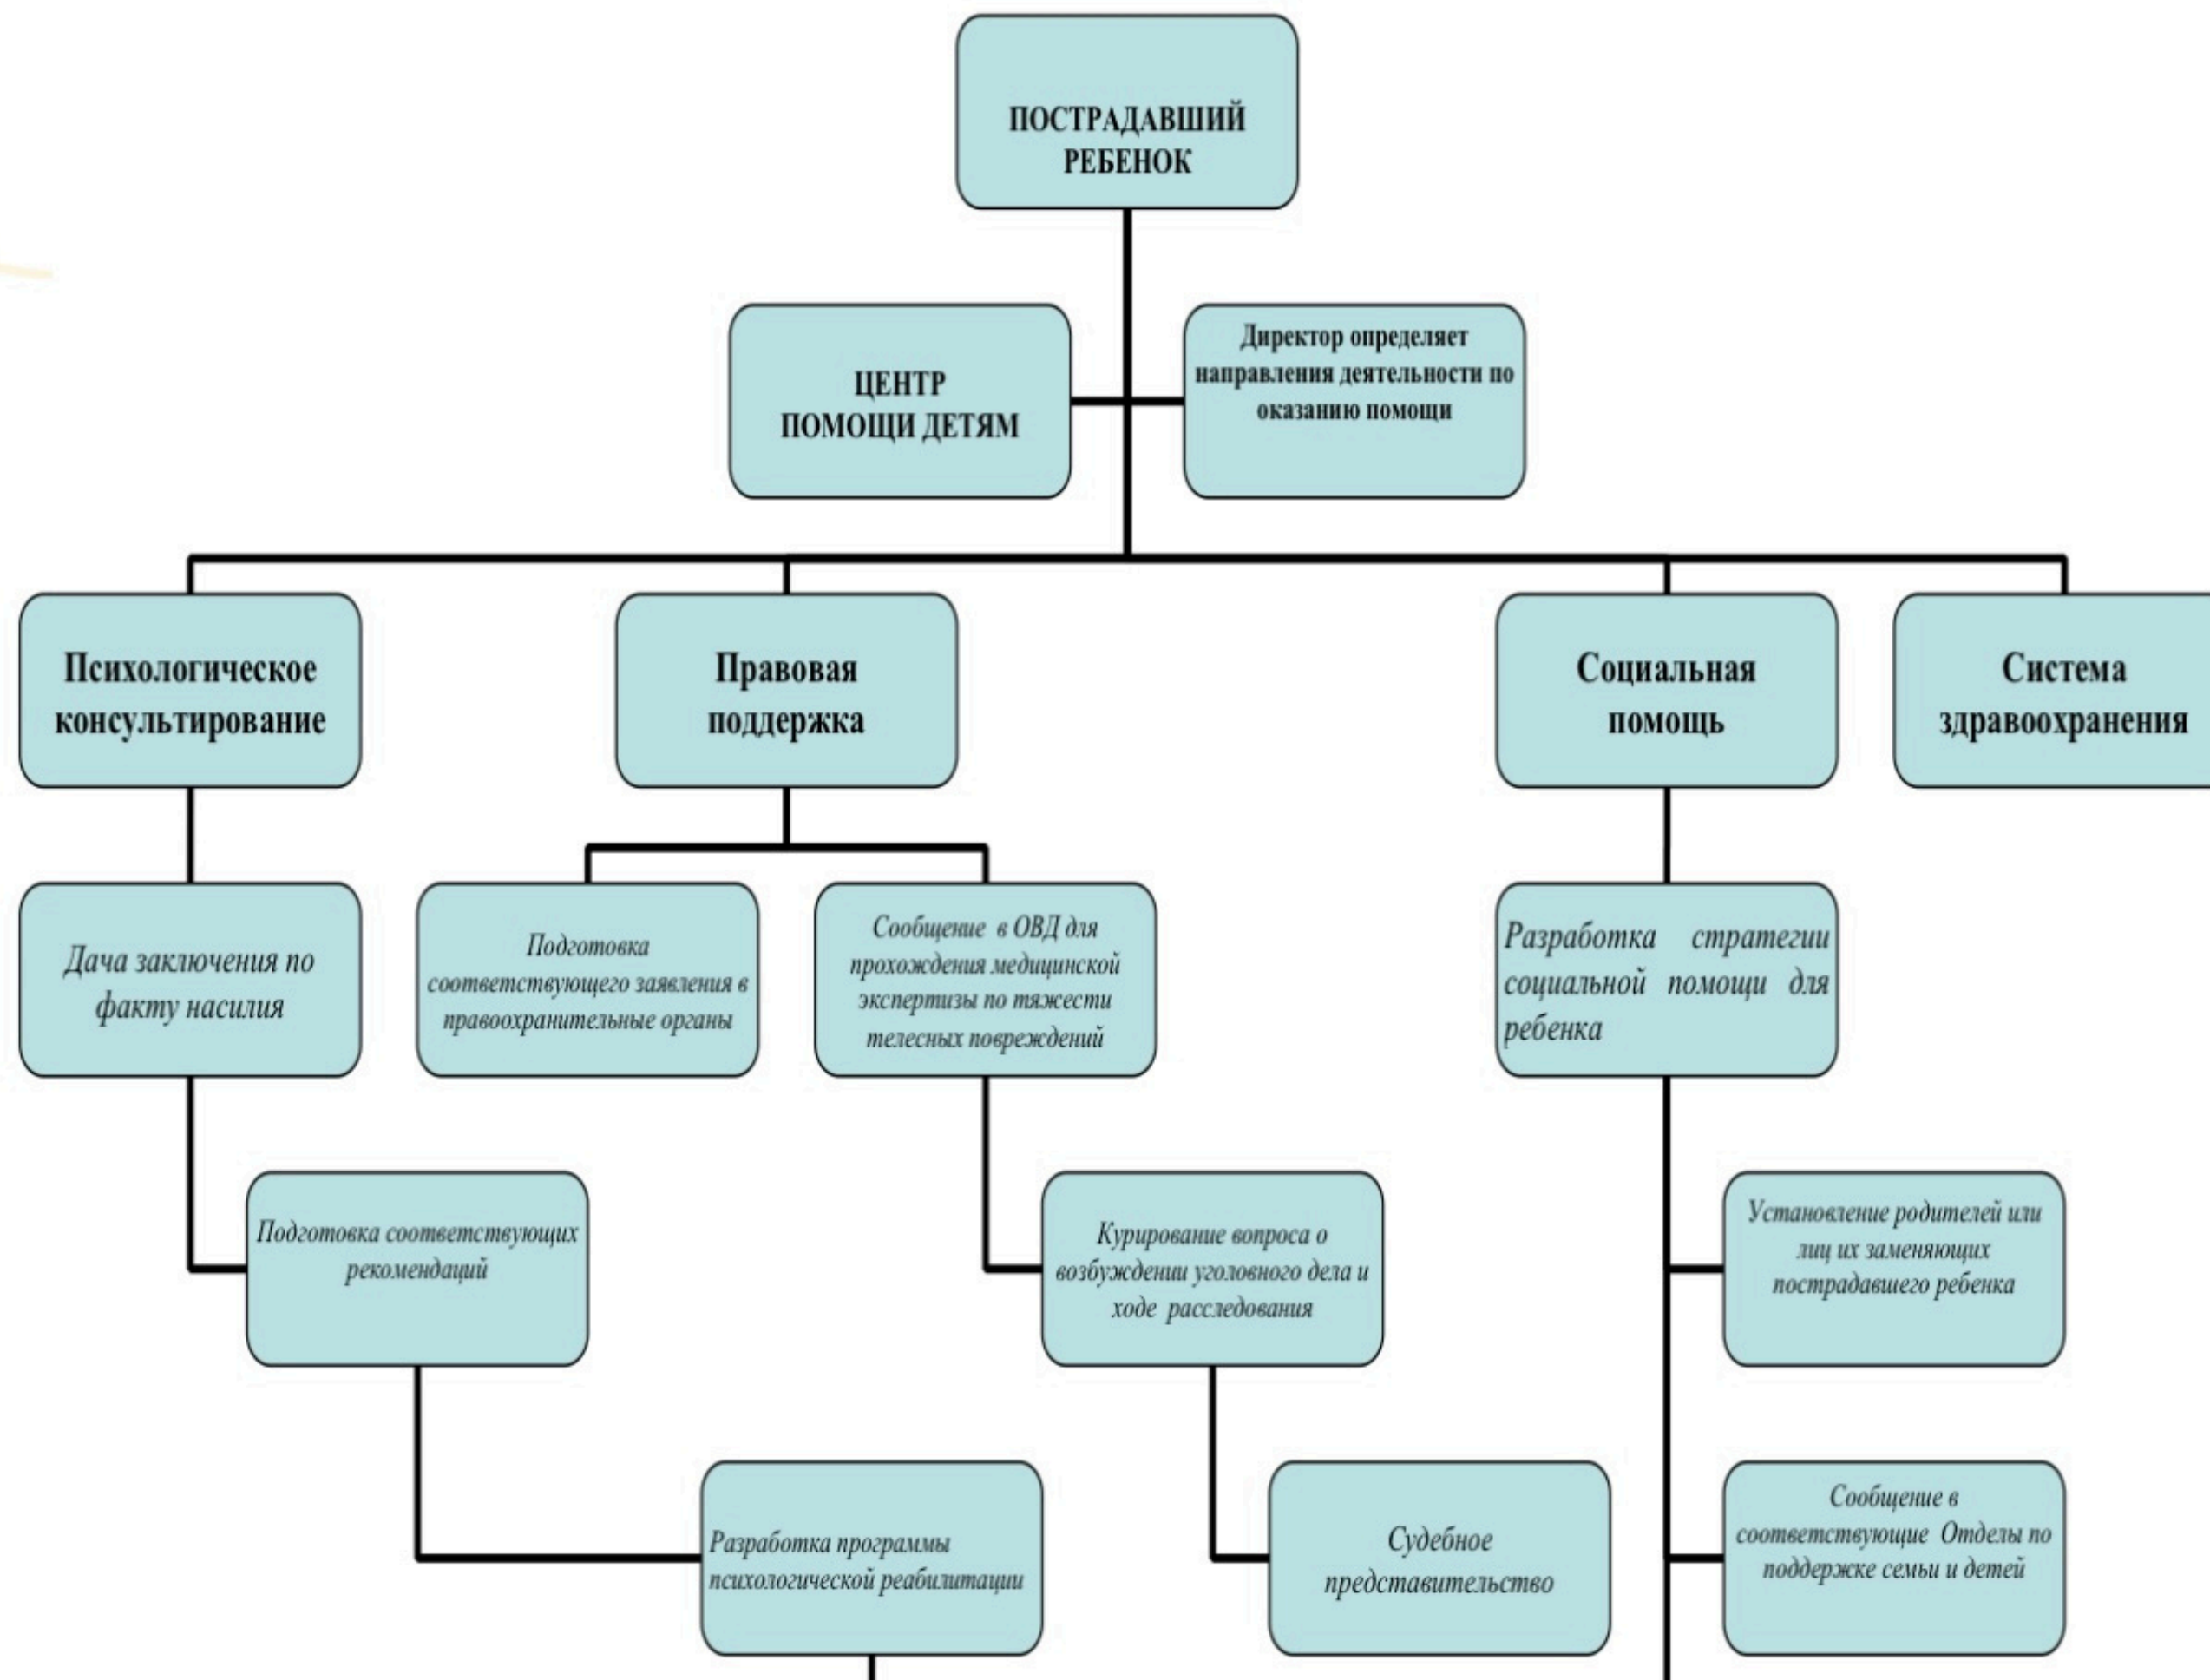 ПОСТРАДАВШИЙ
РЕБЕНОК
ЦЕНТР
ПОМОЩИ ДЕТЯМ
Директор определяет
направления деятельности по
оказанию помощи
Психологическое
консультирование
Правовая
поддержка
Социальная
помощь
Система
здравоохранения
Дача заключения по
факту насилия
Подготовка
соответствующего заявления в
правоохранительные органы
Сообщение в ОВД для
прохождения медицинской
экспертизы по тяжести
телесных повреждений
Разработка стратегии
социальной помощи для
ребенка
Подготовка соответствующих
рекомендаций
Курирование вопроса о
возбуждении уголовного дела и
ходе расследования
Установление родителей или
лиц их заменяющих
пострадавшего ребенка
Разработка программы
психологической реабилитации
Судебное
представительство
Сообщение в
соответствующие Отделы по
поддержке семьи и детей